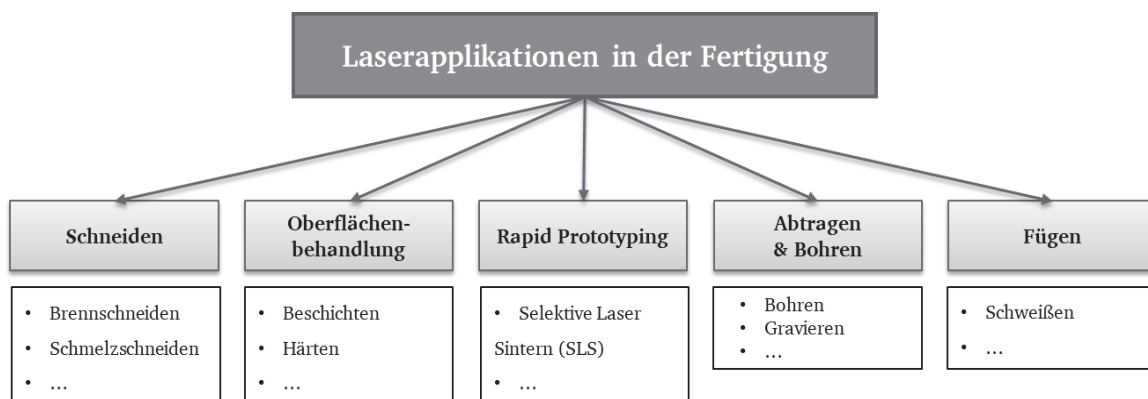 Laserapplikationen in der Fertigung
Schneiden
• Brennschneiden
• Schmelzschneiden
• …
Oberflächen-
behandlung
• Beschichten
• Härten
• …
Rapid Prototyping
• Selektive Laser
Sintern (SLS)
• …
Abtragen
& Bohren
• Bohren
• Gravieren
• …
Fügen
• Schweißen
• …